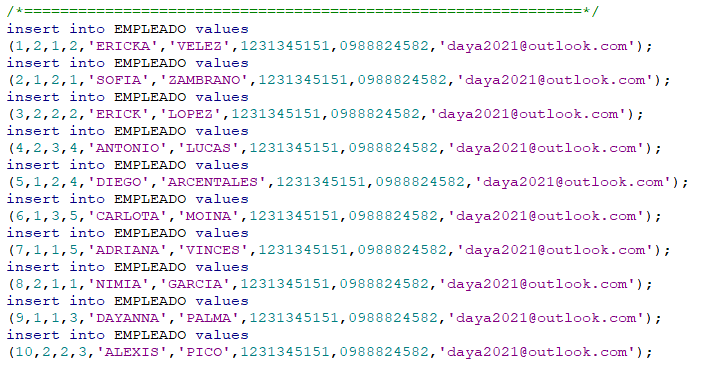 /*==============================================================*/
insert into EMPLEADO values
(1,2,1,2,'ERICKA','VELEZ',1231345151,0988824582,'daya2021@outlook.com');
insert into EMPLEADO values
(2,1,2,1,'SOFIA','ZAMBRANO',1231345151,0988824582,'daya2021@outlook.com');
insert into EMPLEADO values
(3,2,2,2,'ERICK','LOPEZ',1231345151,0988824582,'daya2021@outlook.com');
insert into EMPLEADO values
(4,2,3,4,'ANTONIO','LUCAS',1231345151,0988824582,'daya2021@outlook.com');
insert into EMPLEADO values
(5,1,2,4,'DIEGO','ARCENTALES',1231345151,0988824582,'daya2021@outlook.com');
insert into EMPLEADO values
(6,1,3,5,'CARLOTA','MOINA',1231345151,0988824582,'daya2021@outlook.com');
insert into EMPLEADO values
(7,1,1,5,'ADRIANA','VINCES',1231345151,0988824582,'daya2021@outlook.com');
insert into EMPLEADO values
(8,2,1,1,'NIMIA','GARCIA',1231345151,0988824582,'daya2021@outlook.com');
insert into EMPLEADO values
(9,1,1,3,'DAYANNA','PALMA',1231345151,0988824582,'daya2021@outlook.com');
insert into EMPLEADO values
(10,2,2,3,'ALEXIS','PICO',1231345151,0988824582,'daya2021@outlook.com');